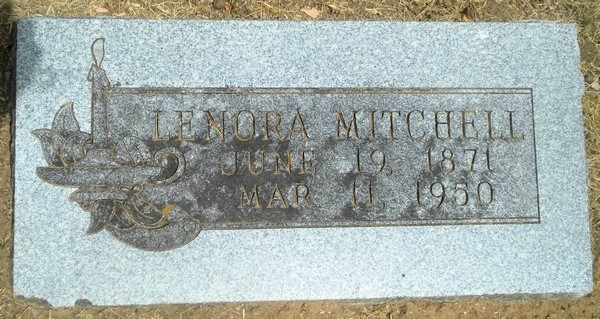 LENORA MITCHELL
JUNE 19, 1871
MAR 11, 1950